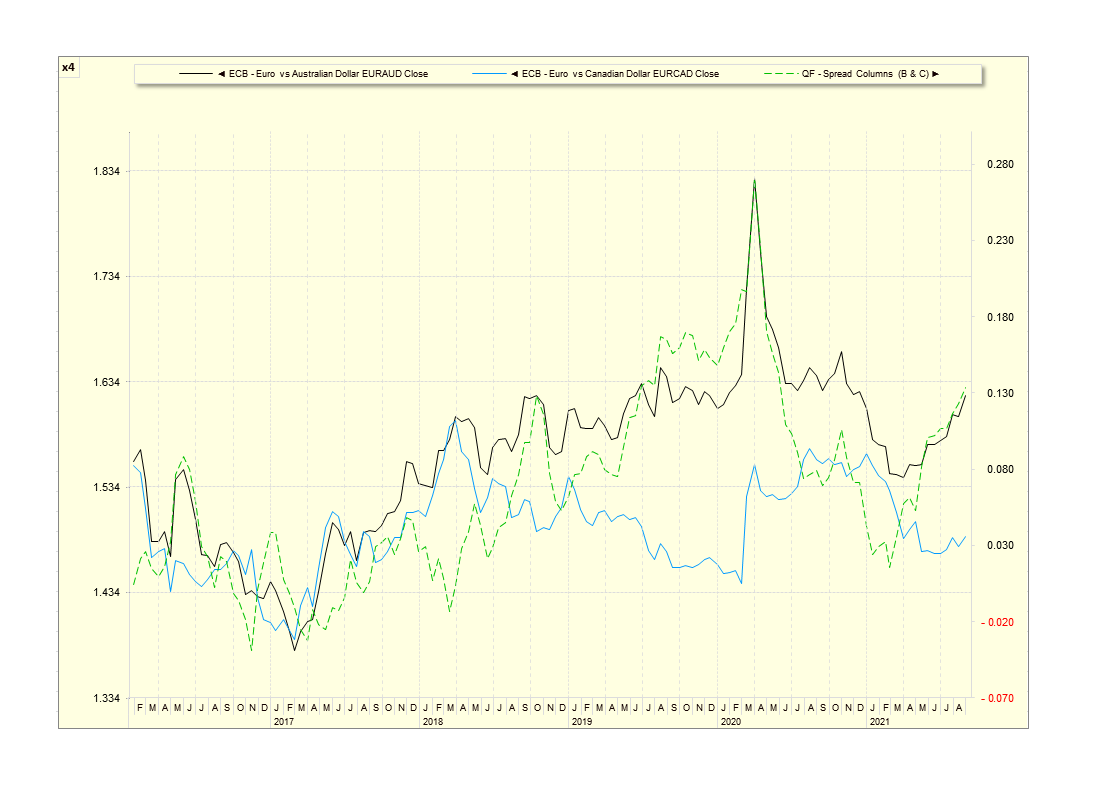 x4
◄ ECB - Euro vs Australian Dollar EURAUD Close ◄ ECB - Euro vs Canadian Dollar EURCAD Close QF - Spread Columns (B & C) ►
1.834 0.280
0.230
1.734
0.180
1.634 0.130
1.534 0.080
0.030
1.434
- 0.020
1.334 - 0.070
F M A M J J A S O N D J F M A M J J A S O N D J F M A M J J A S O N D J F M A M J J A S O N D J F M A M J J A S O N D J F M A M J J A
2017 2018 2019 2020 2021